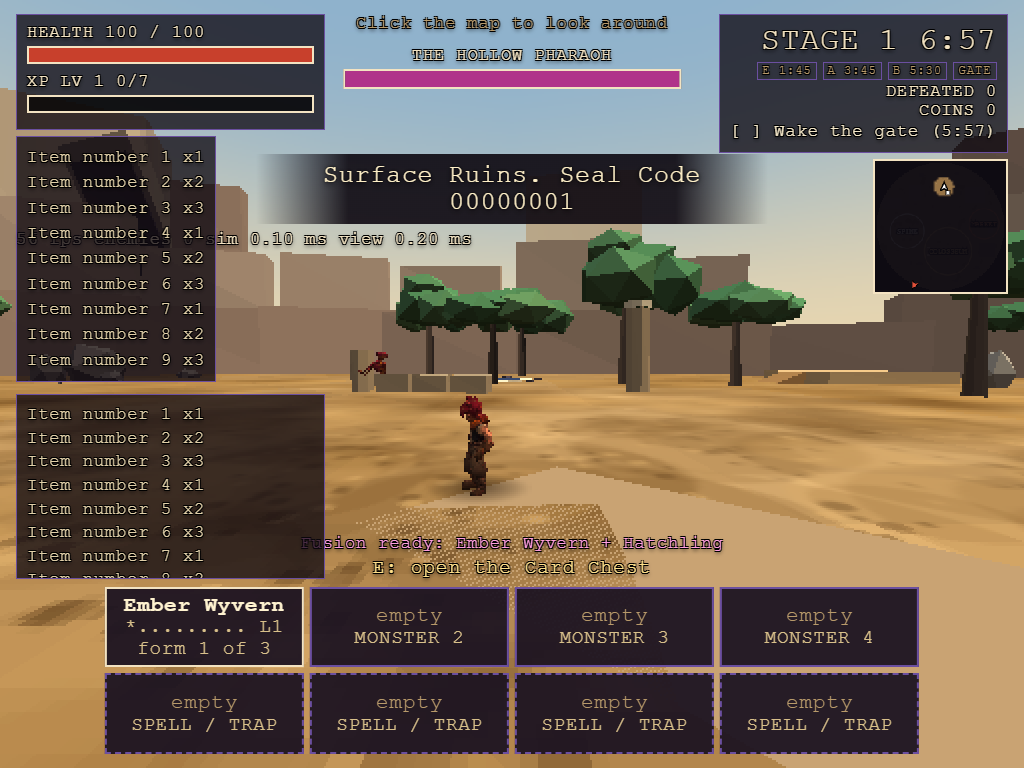 HEALTH 100 / 100
XP LV 1 0/7
Click the map to look around
THE HOLLOW PHARAOH
STAGE 1 6:57
E 1:45 A 3:45 B 5:30 GATE
DEFEATED 0
COINS 0
[ ] Wake the gate (5:57)
Surface Ruins. Seal Code
00000001
Item number 1 x1
Item number 2 x2
Item number 3 x3
Item number 4 x1
fps enemies 0 sim 0.10 ms view 0.20 ms
Item number 5 x2
Item number 6 x3
Item number 7 x1
Item number 8 x2
Item number 9 x3
Item number 1 x1
Item number 2 x2
Item number 3 x3
Item number 4 x1
Item number 5 x2
Item number 6 x3
Item number 7 x1
Item number 8 x2
Fusion ready: Ember Wyvern + Hatchling
E: open the Card Chest
Ember Wyvern
*......... L1
form 1 of 3
empty
MONSTER 2
empty
MONSTER 3
empty
MONSTER 4
empty
SPELL / TRAP
empty
SPELL / TRAP
empty
SPELL / TRAP
empty
SPELL / TRAP